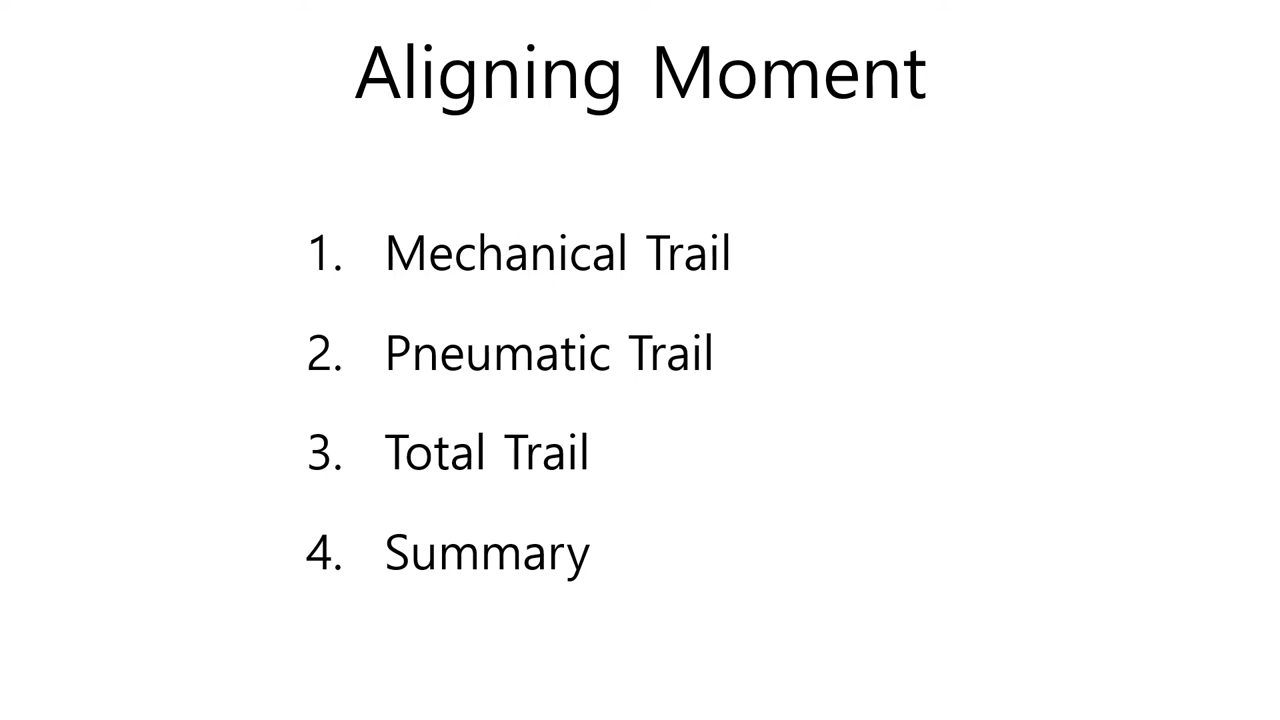 Aligning Moment
1. Mechanical Trail
2. Pneumatic Trail
3. Total Trail
4. Summary